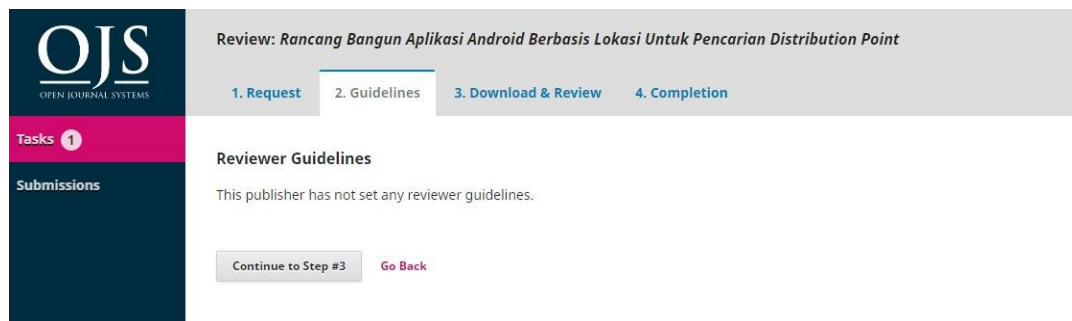 OJS
OPEN JOURNAL SYSTEMS
Tasks 1
Submissions
Review: Rancang Bangun Aplikasi Android Berbasis Lokasi Untuk Pencarian Distribution Point
1. Request 2. Guidelines 3. Download & Review 4. Completion
Reviewer Guidelines
This publisher has not set any reviewer guidelines.
Continue to Step #3 Go Back